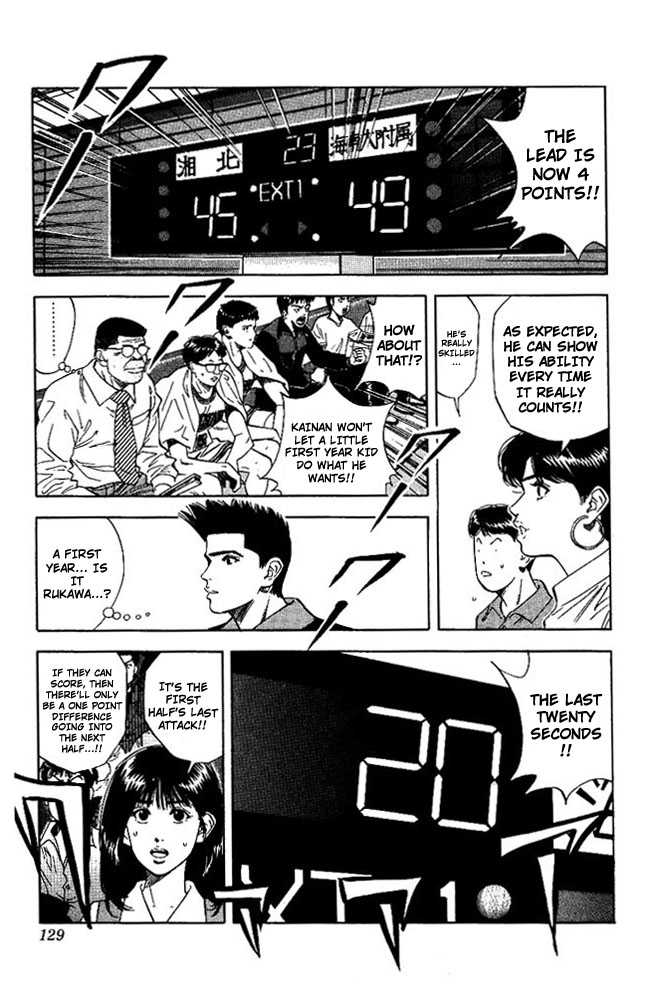 ワァ
THE
LEAD IS
NOW 4
POINTS!!
湘北
23
海南大附属
45
EXT1
49
AS EXPECTED,
HE CAN SHOW
HIS ABILITY
EVERY TIME
IT REALLY
COUNTS!!
HE'S
REALLY
SKILLED
...
HOW
ABOUT
THAT!?
KAINAN WON'T
LET A LITTLE
FIRST YEAR KID
DO WHAT HE
WANTS!!
A FIRST
YEAR... IS
IT
RUKAWA...?
THE LAST
TWENTY
SECONDS
!!
20
IT'S THE
FIRST
HALF'S LAST
ATTACK!!
IF THEY CAN
SCORE, THEN
THERE'LL ONLY
BE A ONE POINT
DIFFERENCE
GOING INTO
THE NEXT
HALF...!!
129